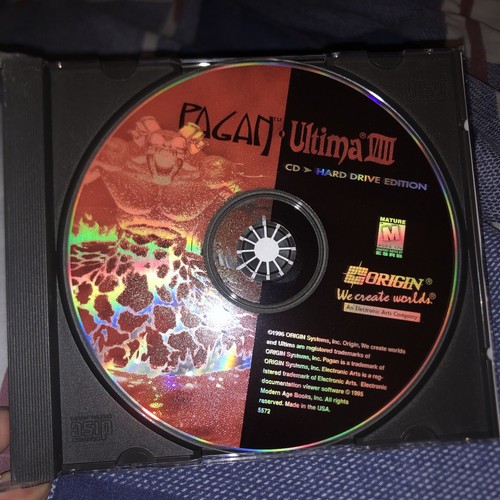 PAGAN™ · Ultima® VIII
CD > HARD DRIVE EDITION
MATURE
M
ESRB
ORIGIN®
We create worlds.®
An Electronic Arts Company
©1996 ORIGIN Systems, Inc. Origin, We create worlds
and Ultima are registered trademarks of
ORIGIN Systems, Inc. Pagan is a trademark of
ORIGIN Systems, Inc. Electronic Arts is a reg-
istered trademark of Electronic Arts. Electronic
documentation viewer software © 1995
Modern Age Books, Inc. All rights
reserved. Made in the USA.
5572
disc